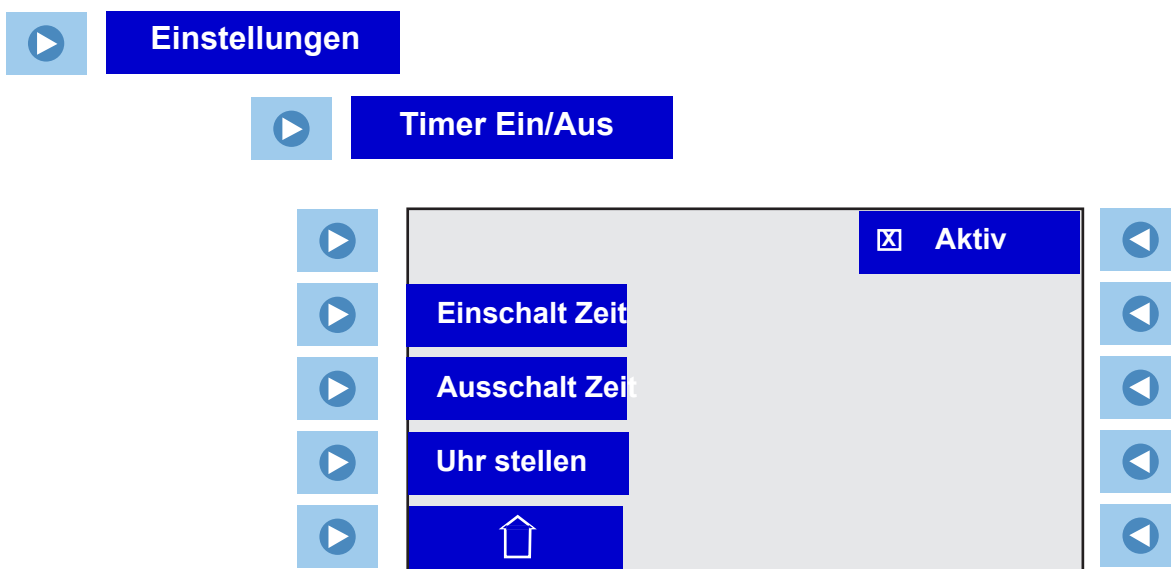 Einstellungen
Timer Ein/Aus
X Aktiv
Einschalt Zeit
Ausschalt Zeit
Uhr stellen